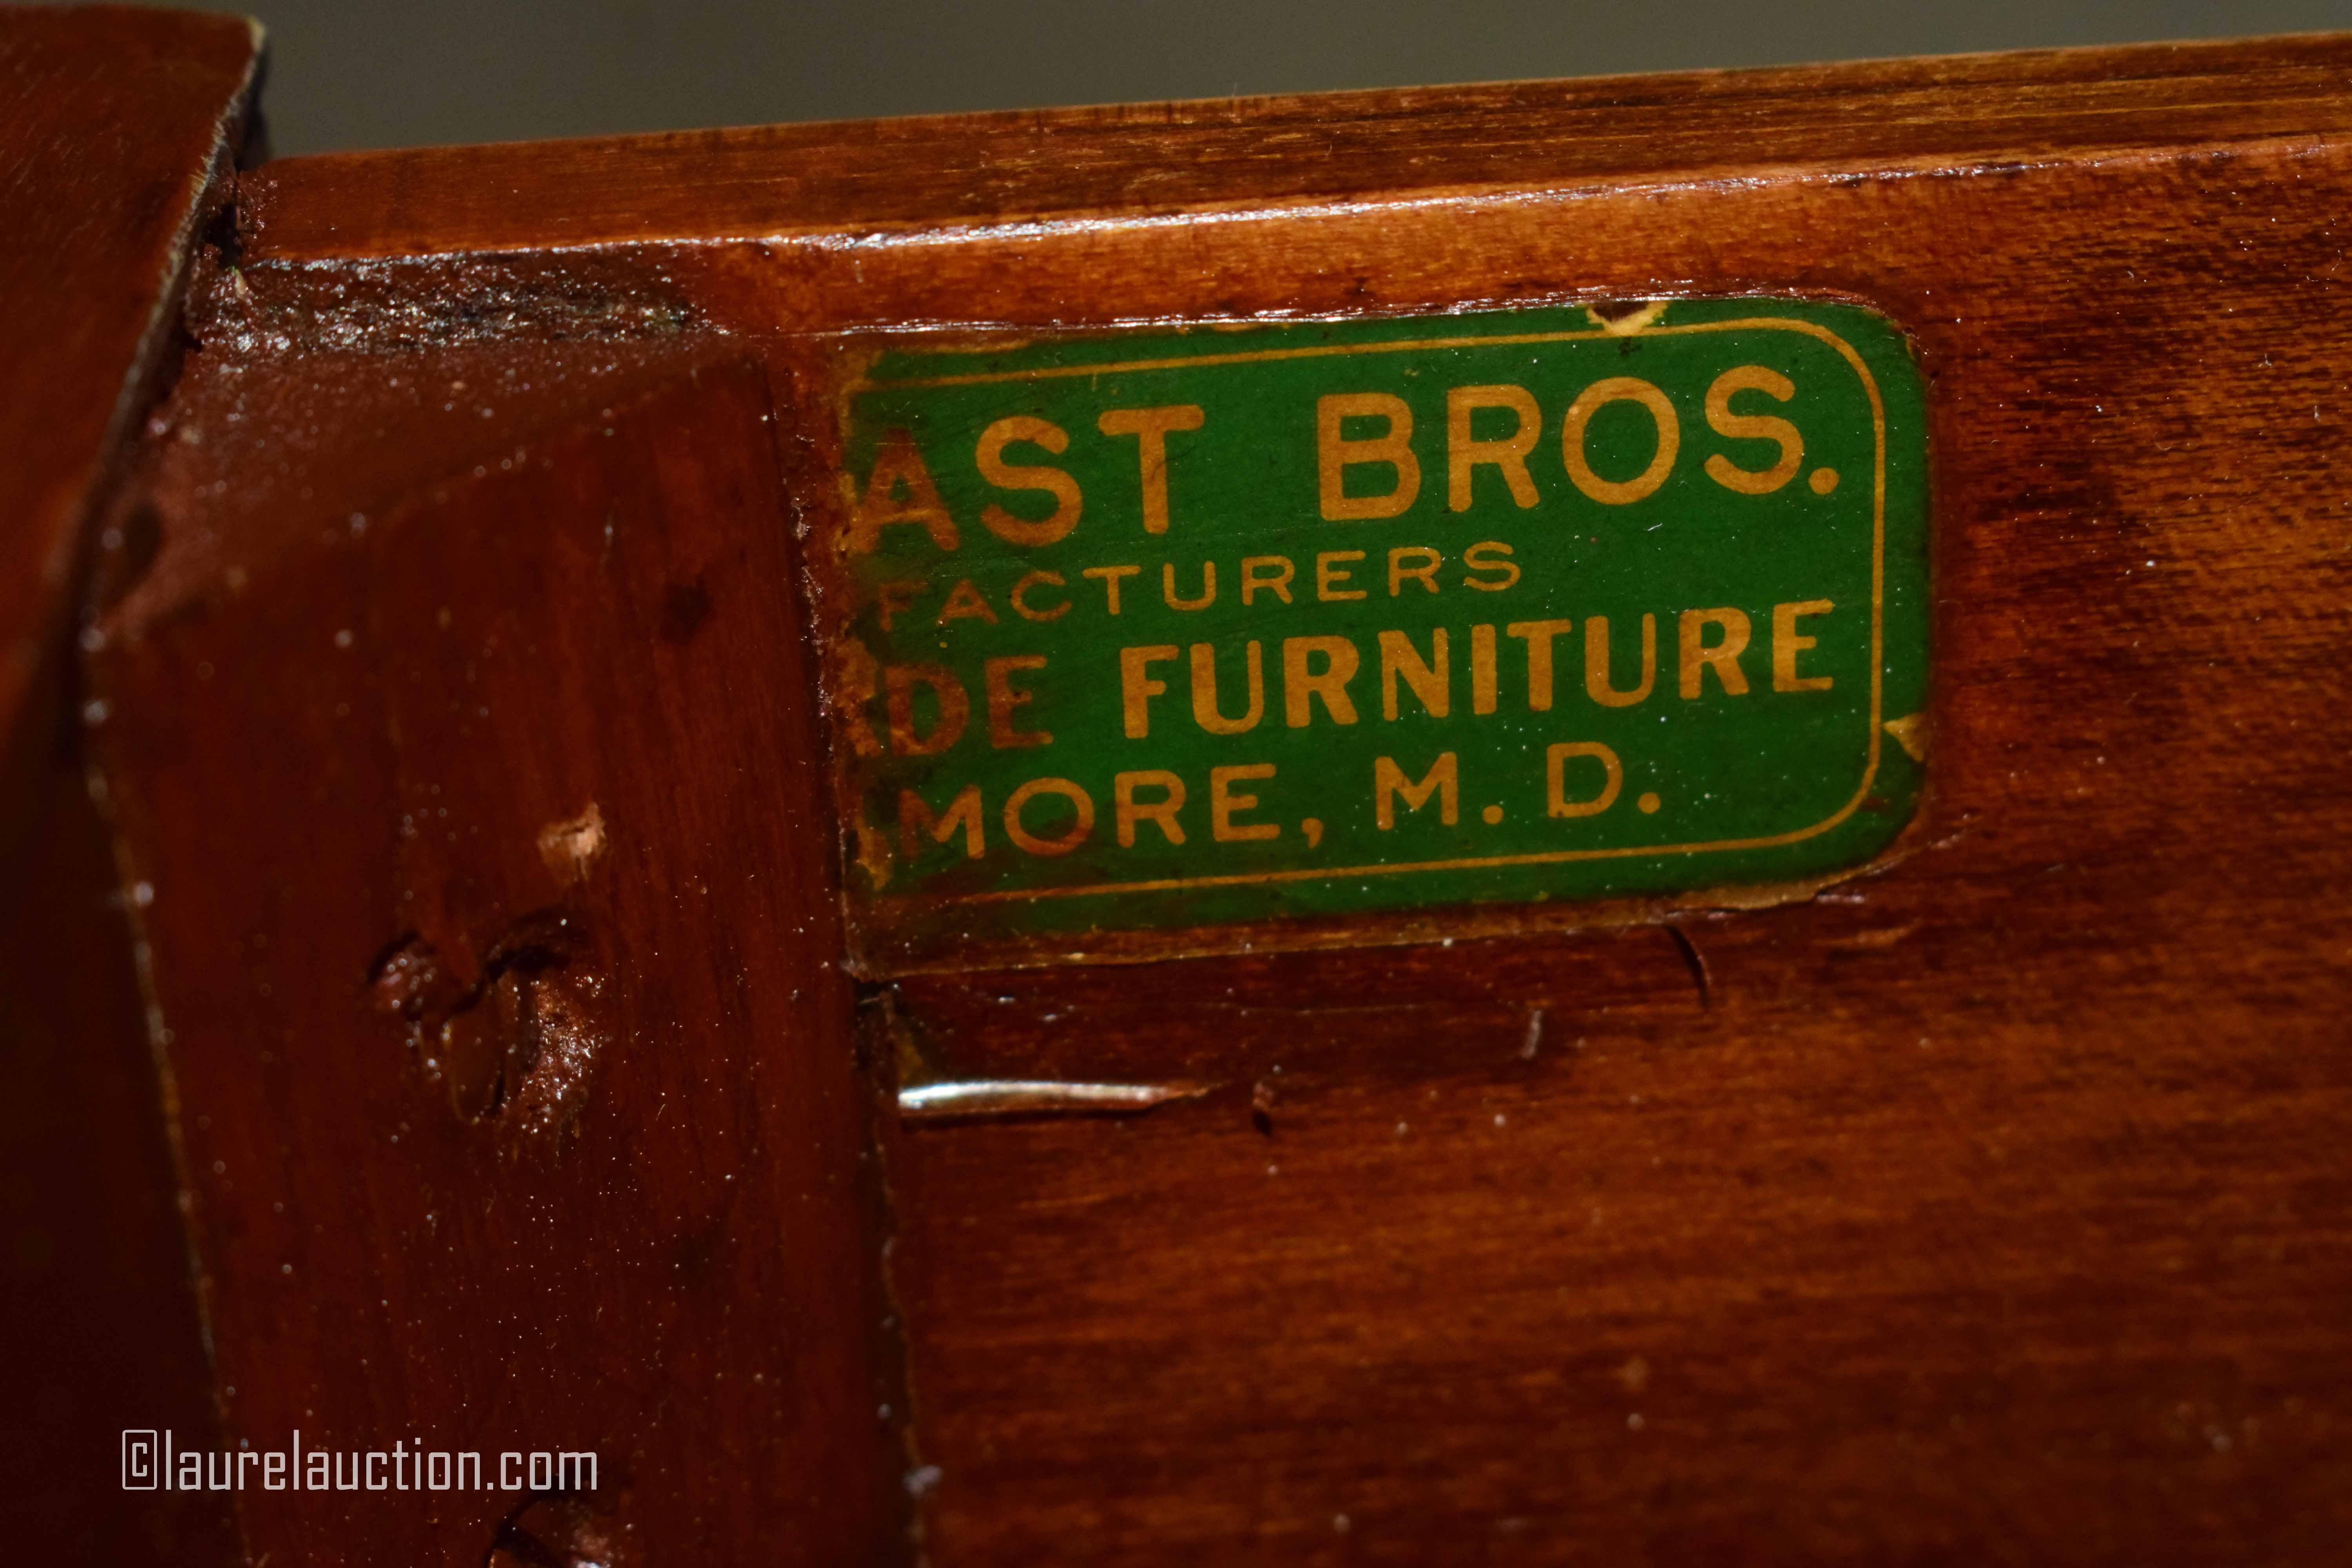 AST BROS.
FACTURERS
DE FURNITURE
MORE, M. D.
©laurelauction.com